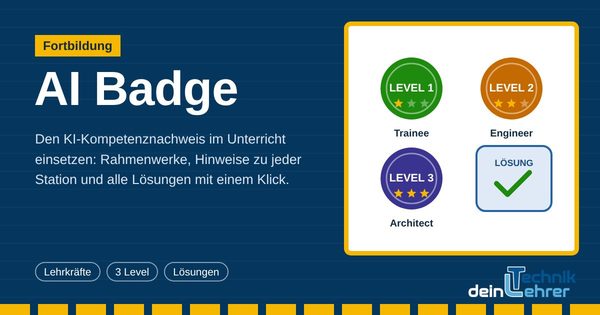 Fortbildung
AI Badge
Den KI-Kompetenznachweis im Unterricht
einsetzen: Rahmenwerke, Hinweise zu jeder
Station und alle Lösungen mit einem Klick.
Lehrkräfte
3 Level
Lösungen
LEVEL 1
Trainee
LEVEL 2
Engineer
LEVEL 3
Architect
LÖSUNG
dein Technik
Lehrer